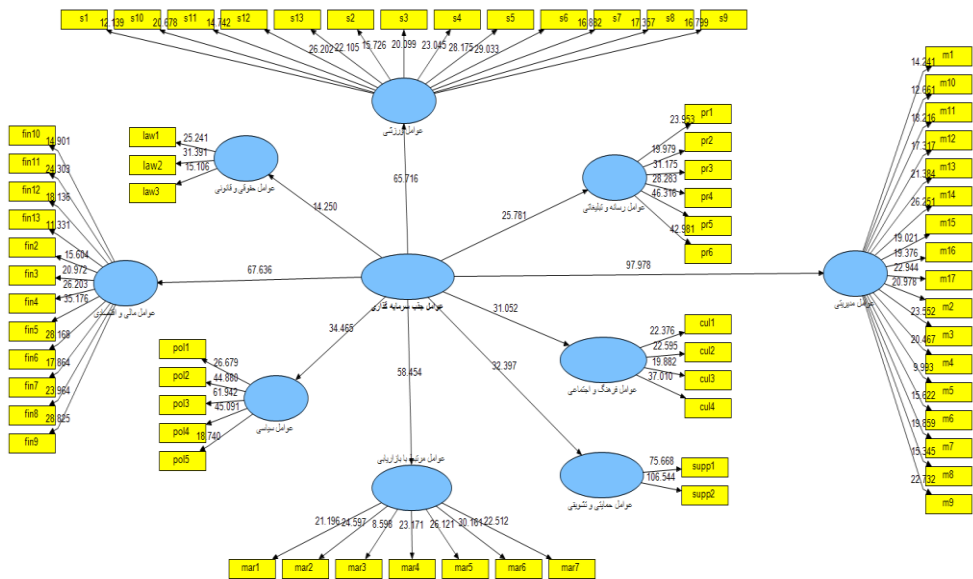 s1 s10 s11 s12 s13 s2 s3 s4 s5 s6 s7 s8 s9
12.139 20.678 14.742 26.202 22.105 15.726 20.099 23.045 28.175 29.033 16.882 17.357 16.799
عوامل ورزشی
law1
law2
law3
25.241
31.391
15.106
عوامل حقوقی و قانونی
pr1
pr2
pr3
pr4
pr5
pr6
23.953
19.979
31.175
28.283
46.316
42.981
عوامل رسانه و تبلیغاتی
fin10
fin11
fin12
fin13
fin2
fin3
fin4
fin5
fin6
fin7
fin8
fin9
14.901
24.303
18.136
11.331
15.604
20.972
26.203
35.176
28.168
17.864
23.964
28.825
عوامل مالی و اقتصادی
65.716
14.250
25.781
67.636
97.978
عوامل جذب سرمایه گذاری
34.465
58.454
31.052
32.397
m1
m10
m11
m12
m13
m14
m15
m16
m17
m2
m3
m4
m5
m6
m7
m8
m9
14.241
12.661
18.216
17.317
21.384
26.251
19.021
19.376
22.944
20.978
23.552
20.467
9.993
15.622
19.859
15.345
22.732
عوامل مدیریتی
pol1
pol2
pol3
pol4
pol5
26.679
44.880
61.942
45.091
18.740
عوامل سیاسی
cul1
cul2
cul3
cul4
22.376
22.595
19.882
37.010
عوامل فرهنگ و اجتماعی
supp1
supp2
75.668
106.544
عوامل حمایتی و تشویقی
عوامل مرتبط با بازاریابی
21.196 24.597 8.598 23.171 26.121 30.161 22.512
mar1 mar2 mar3 mar4 mar5 mar6 mar7